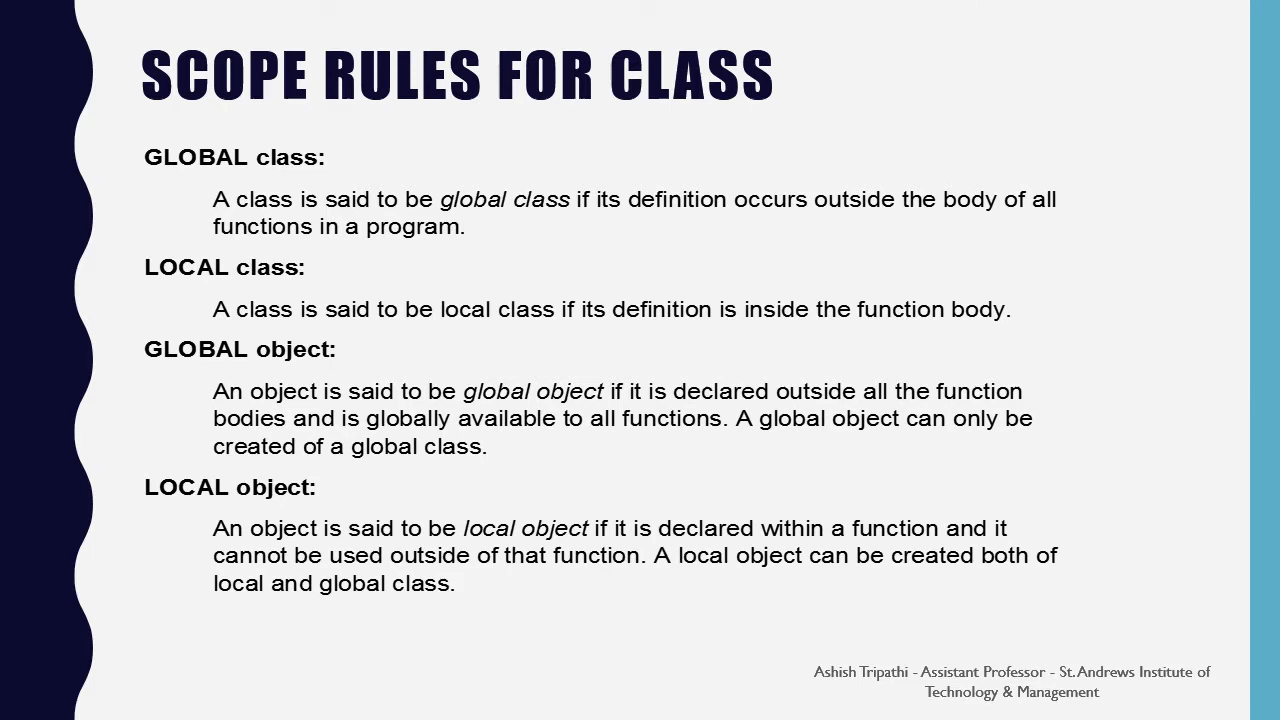 SCOPE RULES FOR CLASS
GLOBAL class:
A class is said to be global class if its definition occurs outside the body of all
functions in a program.
LOCAL class:
A class is said to be local class if its definition is inside the function body.
GLOBAL object:
An object is said to be global object if it is declared outside all the function
bodies and is globally available to all functions. A global object can only be
created of a global class.
LOCAL object:
An object is said to be local object if it is declared within a function and it
cannot be used outside of that function. A local object can be created both of
local and global class.
Ashish Tripathi - Assistant Professor - St. Andrews Institute of
Technology & Management